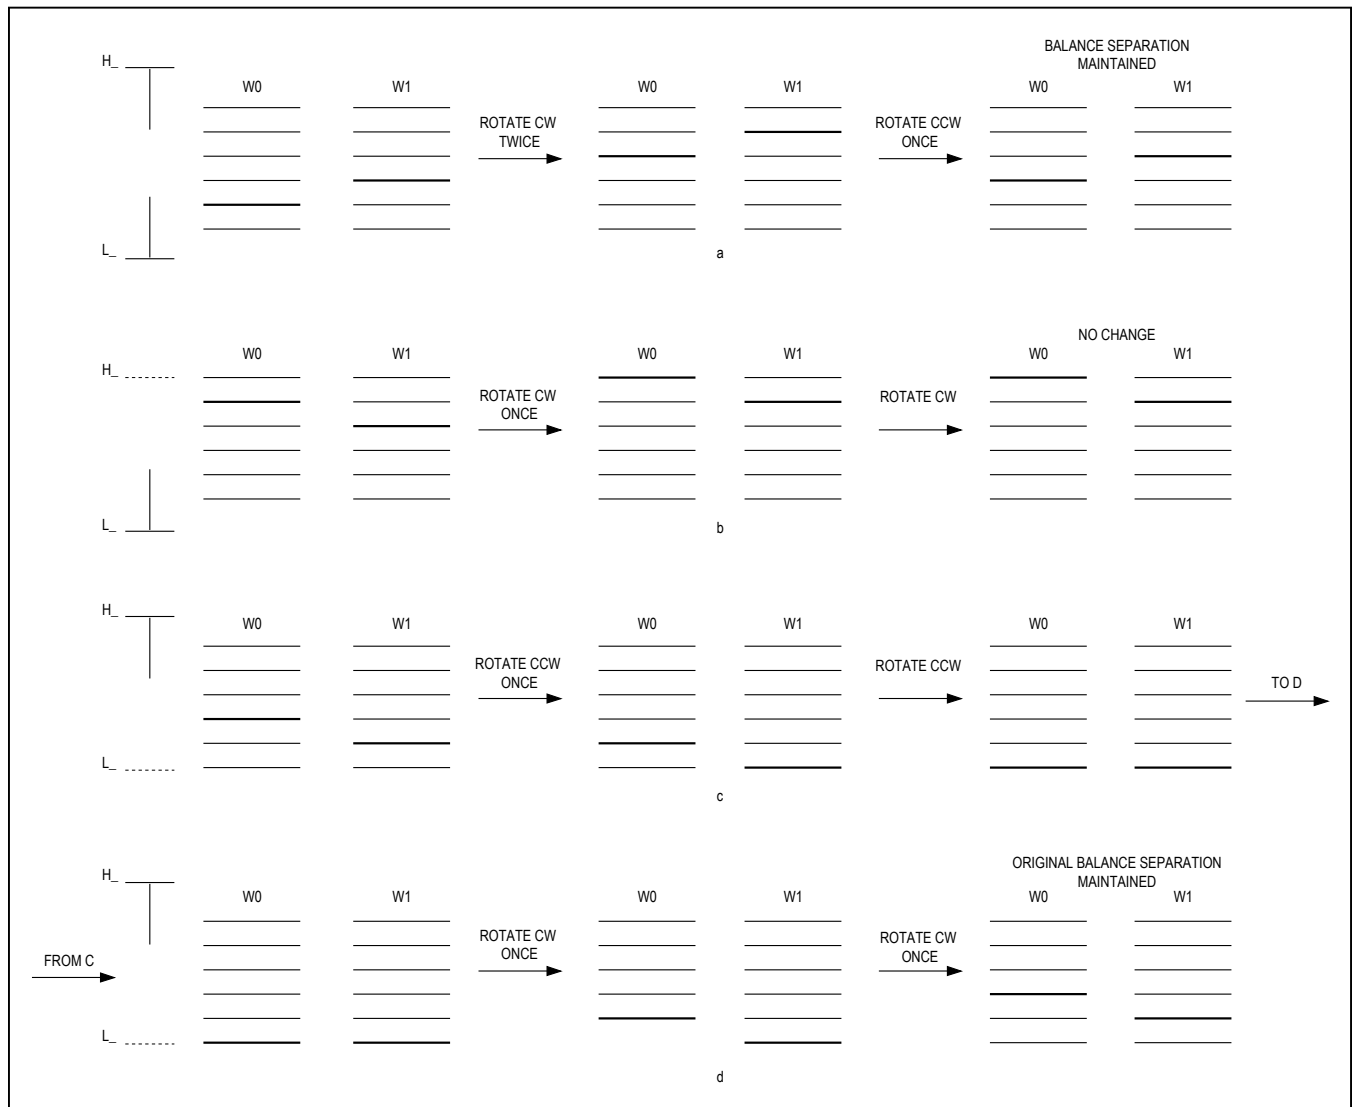 BALANCE SEPARATION
MAINTAINED
H_
W0 W1 W0 W1 W0 W1
ROTATE CW
TWICE
ROTATE CCW
ONCE
L_
a
NO CHANGE
H_
W0 W1 W0 W1 W0 W1
ROTATE CW
ONCE
ROTATE CW
L_
b
H_
W0 W1 W0 W1 W0 W1
ROTATE CCW
ONCE
ROTATE CCW
TO D
L_
c
ORIGINAL BALANCE SEPARATION
MAINTAINED
H_
W0 W1 W0 W1 W0 W1
ROTATE CW
ONCE
ROTATE CW
ONCE
FROM C
L_
d